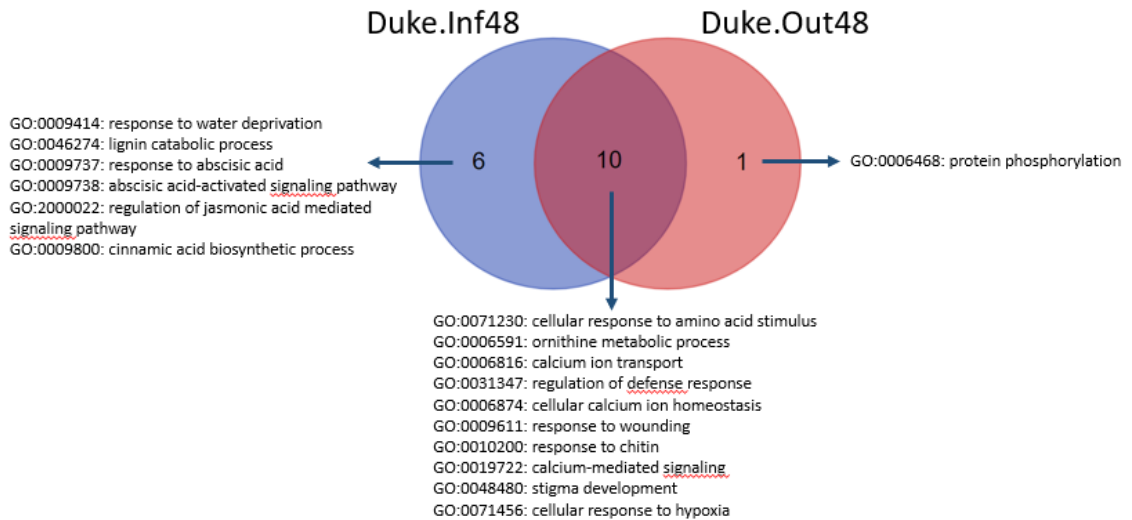 Duke.Inf48
Duke.Out48
GO:0009414: response to water deprivation
GO:0046274: lignin catabolic process
GO:0009737: response to abscisic acid
GO:0009738: abscisic acid-activated signaling pathway
GO:2000022: regulation of jasmonic acid mediated
signaling pathway
GO:0009800: cinnamic acid biosynthetic process
6
10
1
GO:0006468: protein phosphorylation
GO:0071230: cellular response to amino acid stimulus
GO:0006591: ornithine metabolic process
GO:0006816: calcium ion transport
GO:0031347: regulation of defense response
GO:0006874: cellular calcium ion homeostasis
GO:0009611: response to wounding
GO:0010200: response to chitin
GO:0019722: calcium-mediated signaling
GO:0048480: stigma development
GO:0071456: cellular response to hypoxia